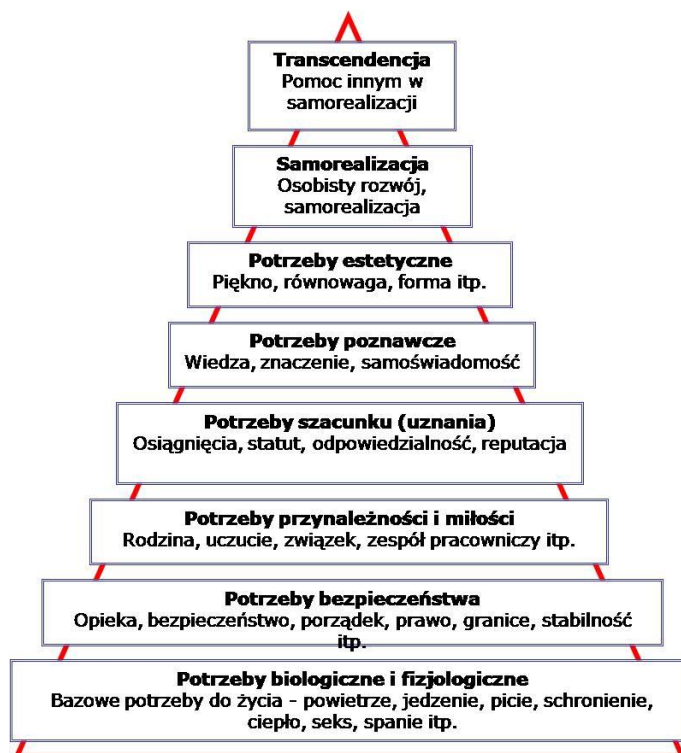 Transcendencja
Pomoc innym w
samorealizacji
Samorealizacja
Osobisty rozwój,
samorealizacja
Potrzeby estetyczne
Piękno, równowaga, forma itp.
Potrzeby poznawcze
Wiedza, znaczenie, samoświadomość
Potrzeby szacunku (uznania)
Osiągnięcia, statut, odpowiedzialność, reputacja
Potrzeby przynależności i miłości
Rodzina, uczucie, związek, zespół pracowniczy itp.
Potrzeby bezpieczeństwa
Opieka, bezpieczeństwo, porządek, prawo, granice, stabilność
itp.
Potrzeby biologiczne i fizjologiczne
Bazowe potrzeby do życia - powietrze, jedzenie, picie, schronienie,
ciepło, seks, spanie itp.